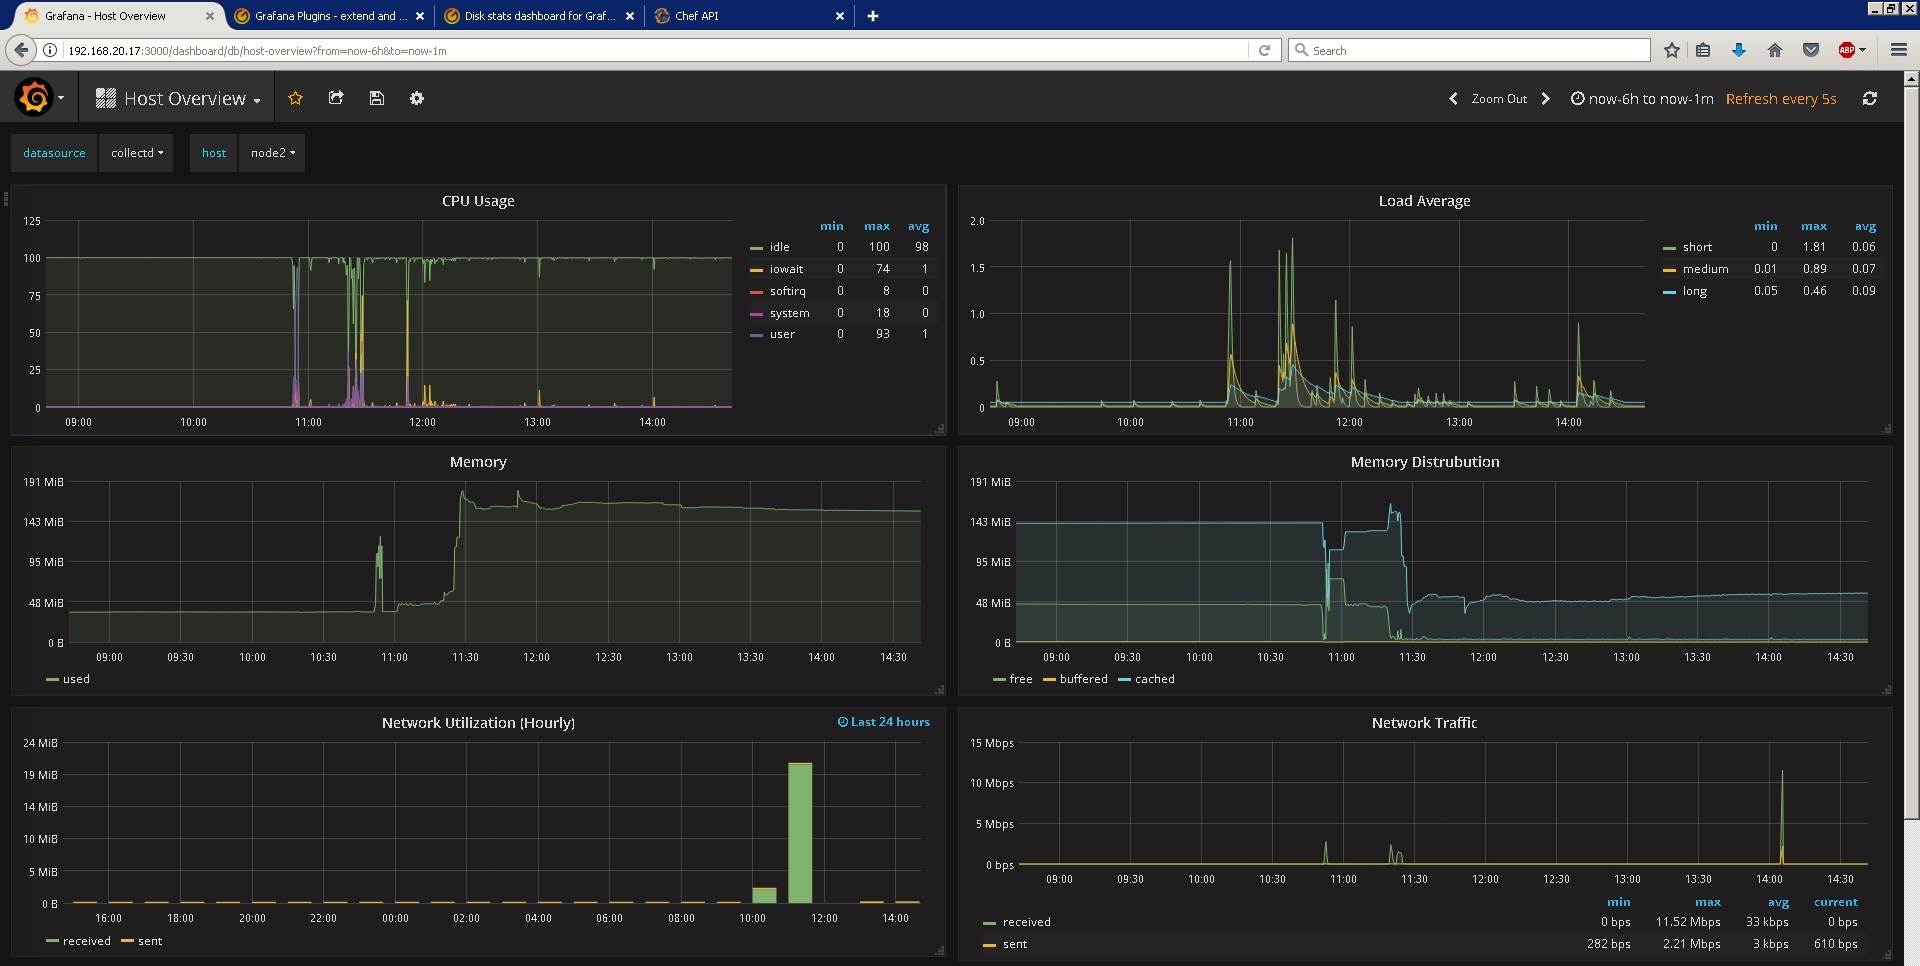 Grafana - Host Overview
Grafana Plugins - extend and ...
Disk stats dashboard for Graf...
Chef API
192.168.20.17:3000/dashboard/db/host-overview?from=now-6h&to=now-1m
Search
ABP
Host Overview
Zoom Out
now-6h to now-1m
Refresh every 5s
datasource collectd
host node2
CPU Usage
125
100
75
50
25
0
09:00 10:00 11:00 12:00 13:00 14:00
min max avg
idle 0 100 98
iowait 0 74 1
softirq 0 8 0
system 0 18 0
user 0 93 1
Load Average
2.0
1.5
1.0
0.5
0
09:00 10:00 11:00 12:00 13:00 14:00
min max avg
short 0 1.81 0.06
medium 0.01 0.89 0.07
long 0.05 0.46 0.09
Memory
191 MiB
143 MiB
95 MiB
48 MiB
0 B
09:00 09:30 10:00 10:30 11:00 11:30 12:00 12:30 13:00 13:30 14:00 14:30
used
Memory Distrubution
191 MiB
143 MiB
95 MiB
48 MiB
0 B
09:00 09:30 10:00 10:30 11:00 11:30 12:00 12:30 13:00 13:30 14:00 14:30
free buffered cached
Network Utilization (Hourly)
Last 24 hours
24 MiB
19 MiB
14 MiB
10 MiB
5 MiB
0 B
16:00 18:00 20:00 22:00 00:00 02:00 04:00 06:00 08:00 10:00 12:00 14:00
received sent
Network Traffic
15 Mbps
10 Mbps
5 Mbps
0 bps
09:00 09:30 10:00 10:30 11:00 11:30 12:00 12:30 13:00 13:30 14:00 14:30
min max avg current
received 0 bps 11.52 Mbps 33 kbps 0 bps
sent 282 bps 2.21 Mbps 3 kbps 610 bps